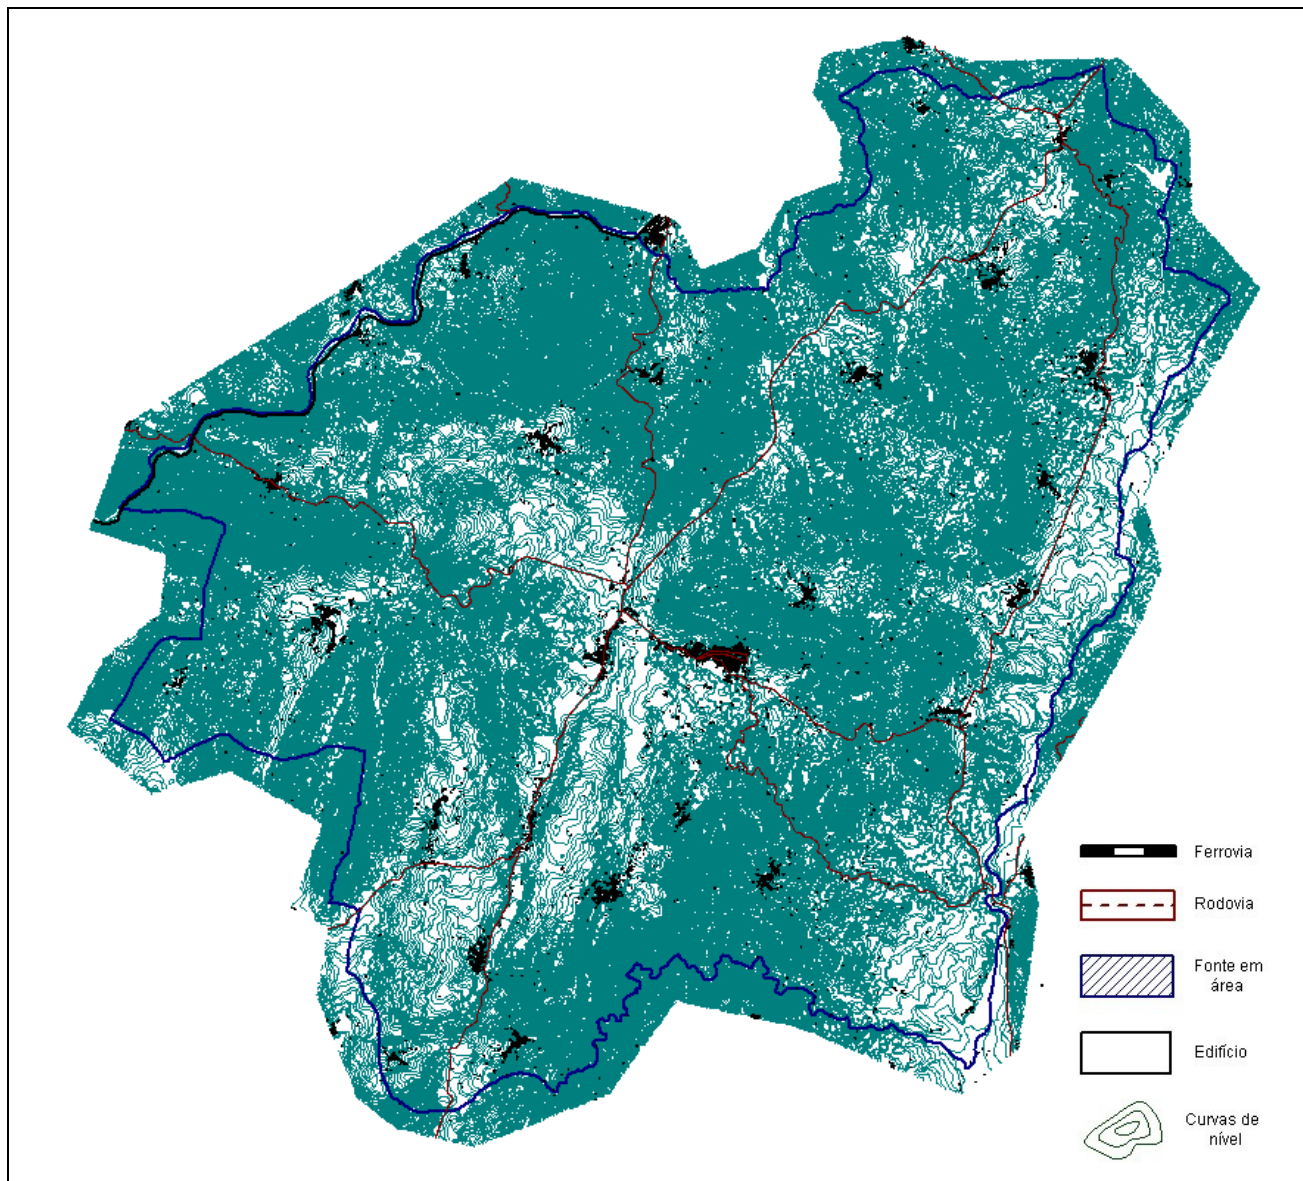 Ferrovia
Rodovia
Fonte em
área
Edifício
Curvas de
nível